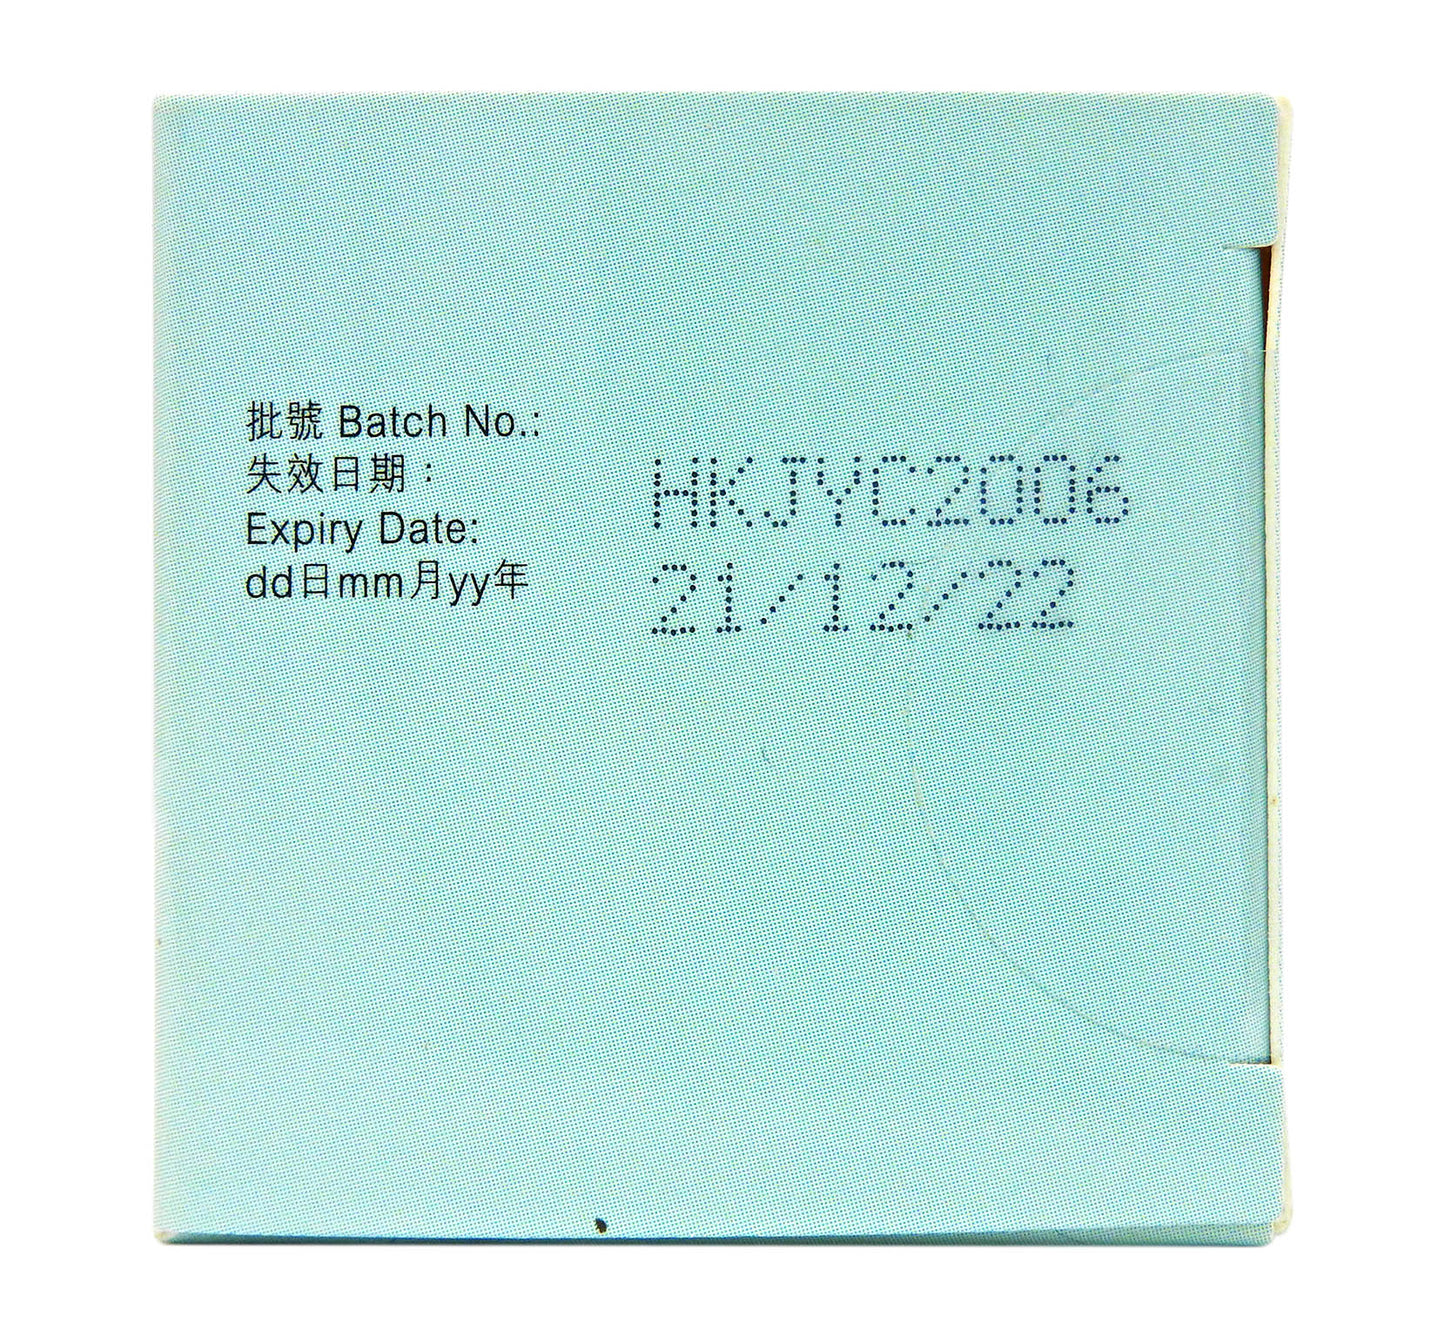 批號 Batch No.:
失效日期：
Expiry Date:
dd日mm月yy年
HKJYC2006
21/12/22